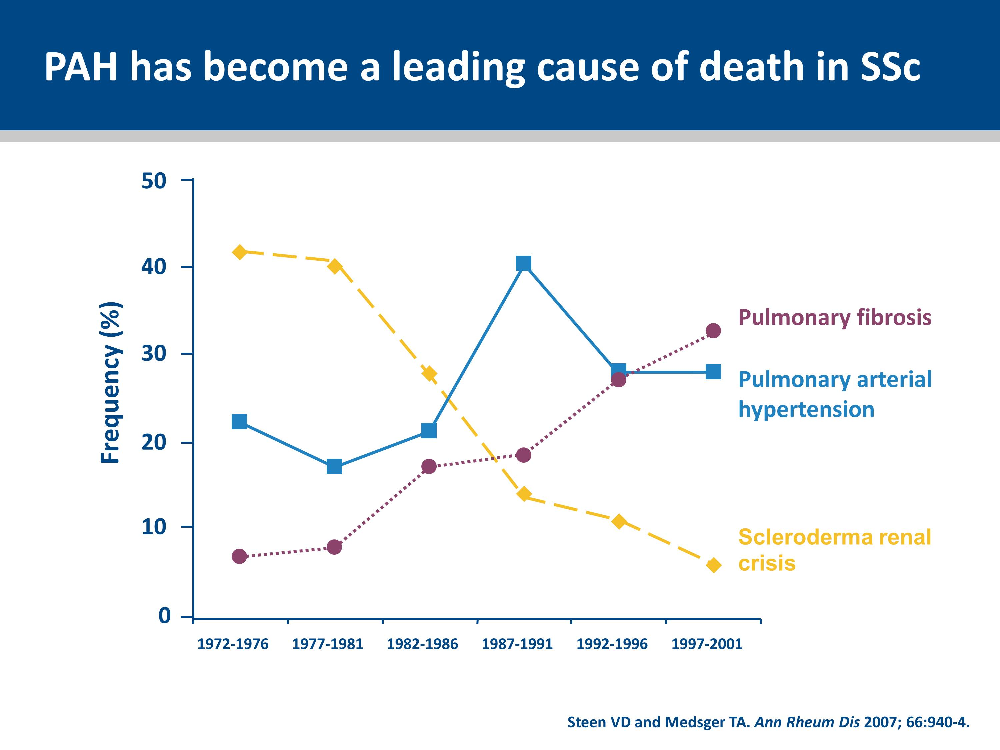 PAH has become a leading cause of death in SSc
50
40
30
20
10
0
Frequency (%)
Pulmonary fibrosis
Pulmonary arterial
hypertension
Scleroderma renal
crisis
1972-1976 1977-1981 1982-1986 1987-1991 1992-1996 1997-2001
Steen VD and Medsger TA. Ann Rheum Dis 2007; 66:940-4.